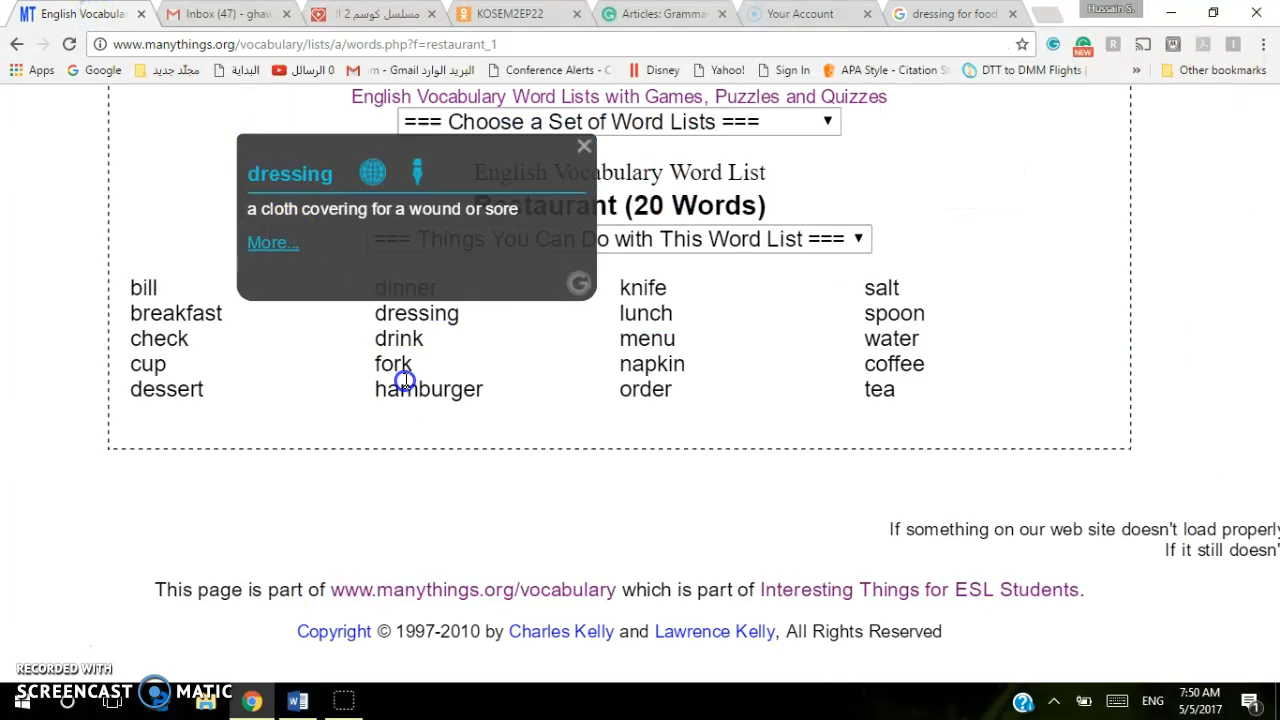 English Vocabula
Inbox (47) - ghav
مسلسل كوسم 2 ال
KOSEM2EP22
Articles: Gramma
Your Account
dressing for food
Hussain S.
www.manythings.org/vocabulary/lists/a/words.php?f=restaurant_1
Apps
Google
مجلّد جديد
البداية
الرسائل 0
البريد الوارد m - Gmail
Conference Alerts - C
Disney
Yahoo!
Sign In
APA Style - Citation S
DTT to DMM Flights |
»
Other bookmarks
English Vocabulary Word Lists with Games, Puzzles and Quizzes
=== Choose a Set of Word Lists ===
dressing
a cloth covering for a wound or sore
More...
English Vocabulary Word List
Restaurant (20 Words)
=== Things You Can Do with This Word List ===
bill dinner knife salt
breakfast dressing lunch spoon
check drink menu water
cup fork napkin coffee
dessert hamburger order tea
If something on our web site doesn't load properly
If it still doesn'
This page is part of www.manythings.org/vocabulary which is part of Interesting Things for ESL Students.
Copyright © 1997-2010 by Charles Kelly and Lawrence Kelly, All Rights Reserved
RECORDED WITH
SCREENCAST MATIC
ENG
7:50 AM
5/5/2017